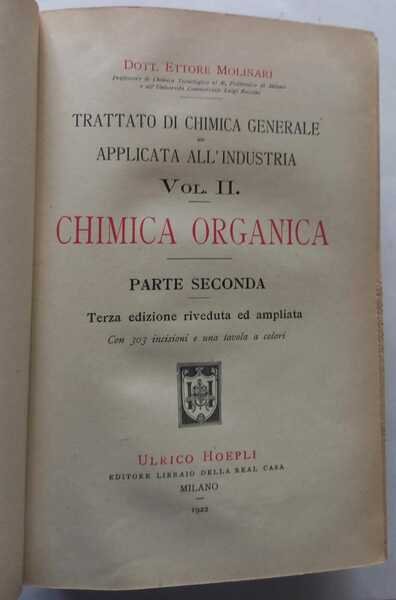 DOTT. ETTORE MOLINARI
Professore di Chimica Tecnologica al R. Politecnico di Milano
e all'Università Commerciale Luigi Bocconi
TRATTATO DI CHIMICA GENERALE
ED
APPLICATA ALL'INDUSTRIA
VOL. II.
CHIMICA ORGANICA
PARTE SECONDA
Terza edizione riveduta ed ampliata
Con 303 incisioni e una tavola a colori
ULRICO HOEPLI
EDITORE LIBRAIO DELLA REAL CASA
MILANO
1922